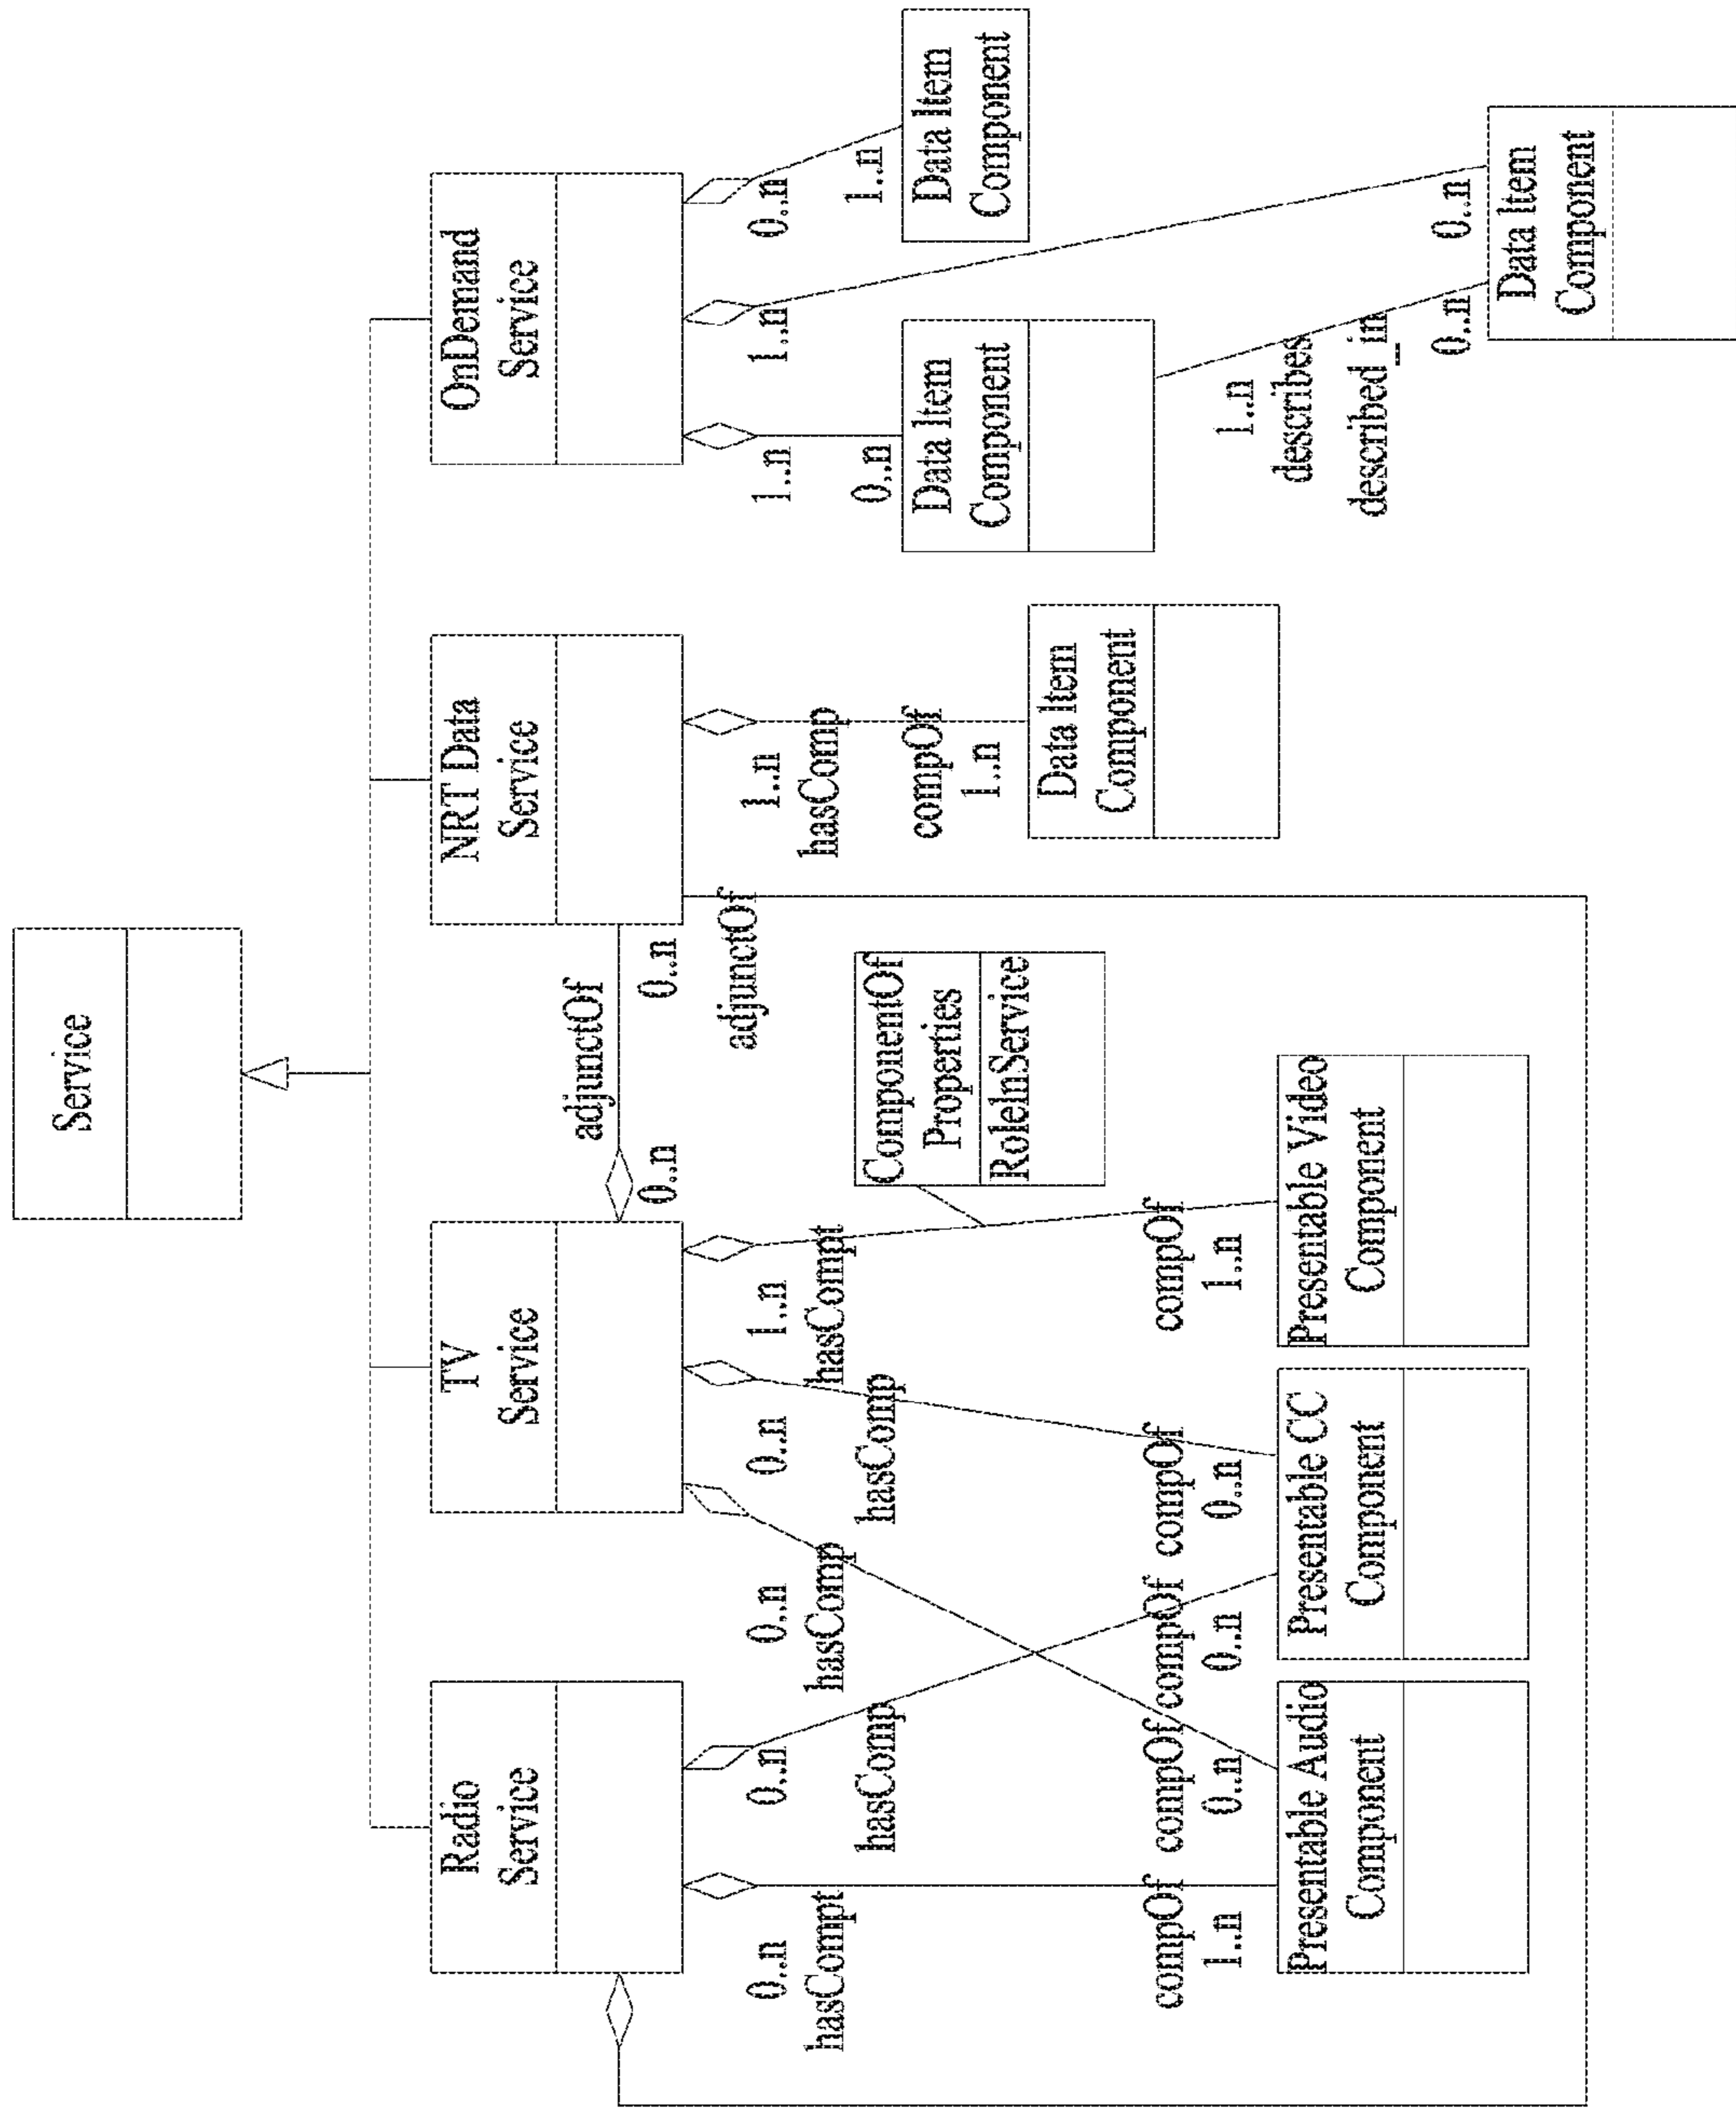 Service
Radio
Service
TV
Service
NRT Data
Service
OnDemand
Service
adjunctOf
0..n
0..n
adjunctOf
0..n
hasCompt
0..n
hasComp
0..n
hasComp
0..n
hasComp
1..n
hasCompt
1..n
hasComp
1..n
1..n
0..n
ComponentOf
Properties
RoleInService
compOf
1..n
compOf
0..n
compOf
0..n
compOf
0..n
compOf
1..n
compOf
1..n
0..n
1..n
Presentable Audio
Component
Presentable CC
Component
Presentable Video
Component
Data Item
Component
Data Item
Component
Data Item
Component
1..n
describes
described_in
0..n
0..n
Data Item
Component